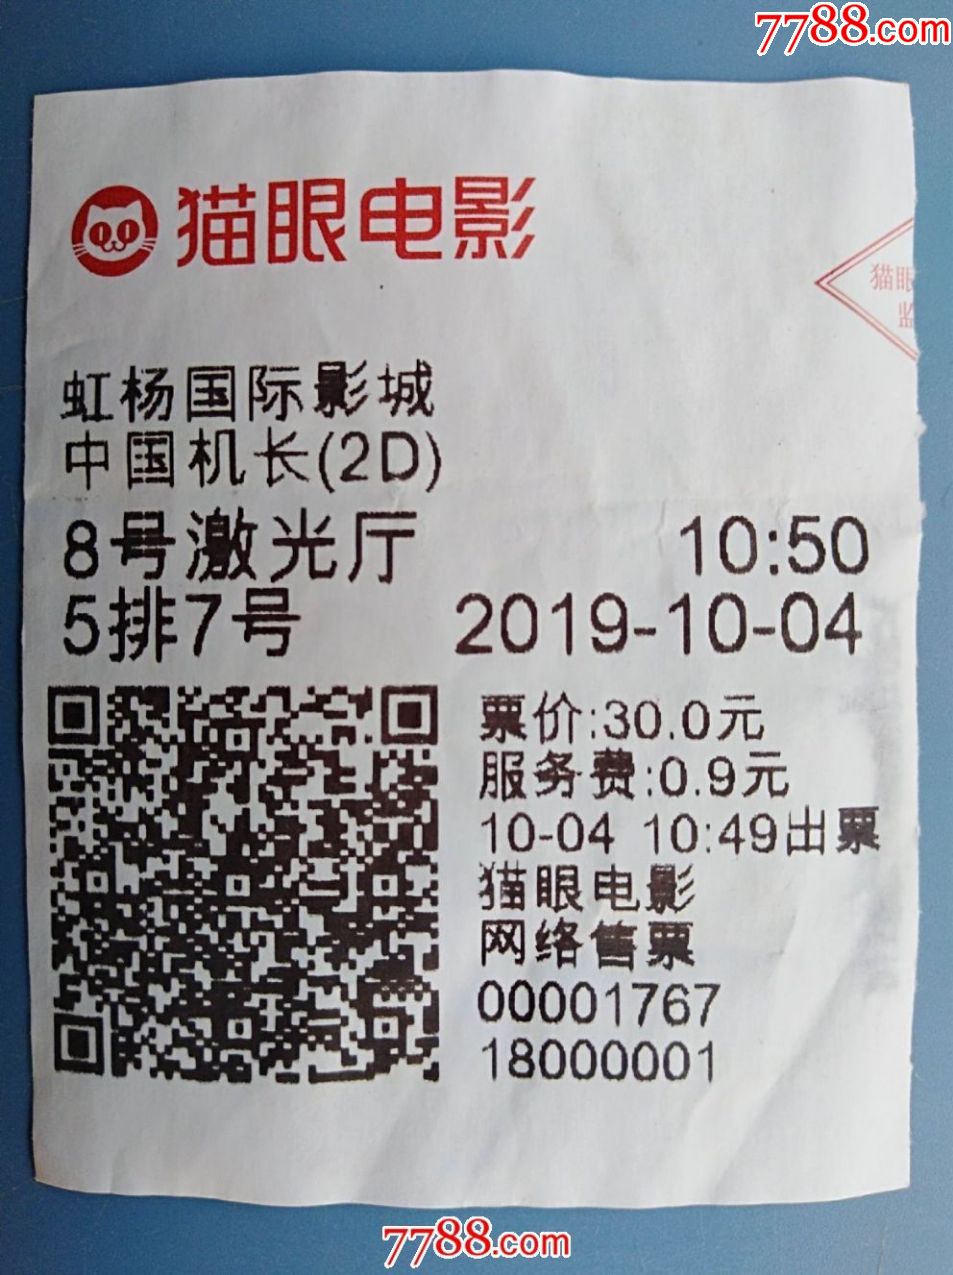 7788.com
猫眼电影
猫眼
监
虹杨国际影城
中国机长(2D)
8号激光厅 10:50
5排7号 2019-10-04
票价:30.0元
服务费:0.9元
10-04 10:49出票
猫眼电影
网络售票
00001767
18000001
7788.com